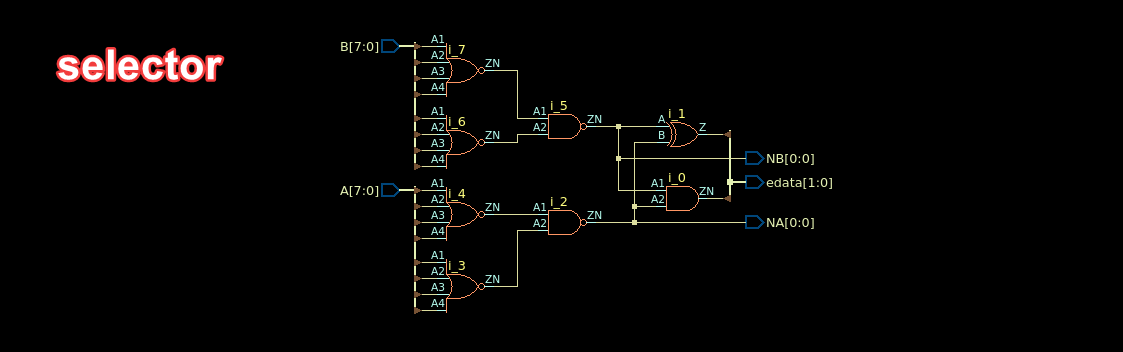 selector
B[7:0]
A1
A2
A3
A4
i_7
ZN
A1
A2
A3
A4
i_6
ZN
A1
A2
i_5
ZN
A
B
i_1
Z
NB[0:0]
edata[1:0]
A1
A2
i_0
ZN
A[7:0]
A1
A2
A3
A4
i_4
ZN
A1
A2
i_2
ZN
NA[0:0]
A1
A2
A3
A4
i_3
ZN